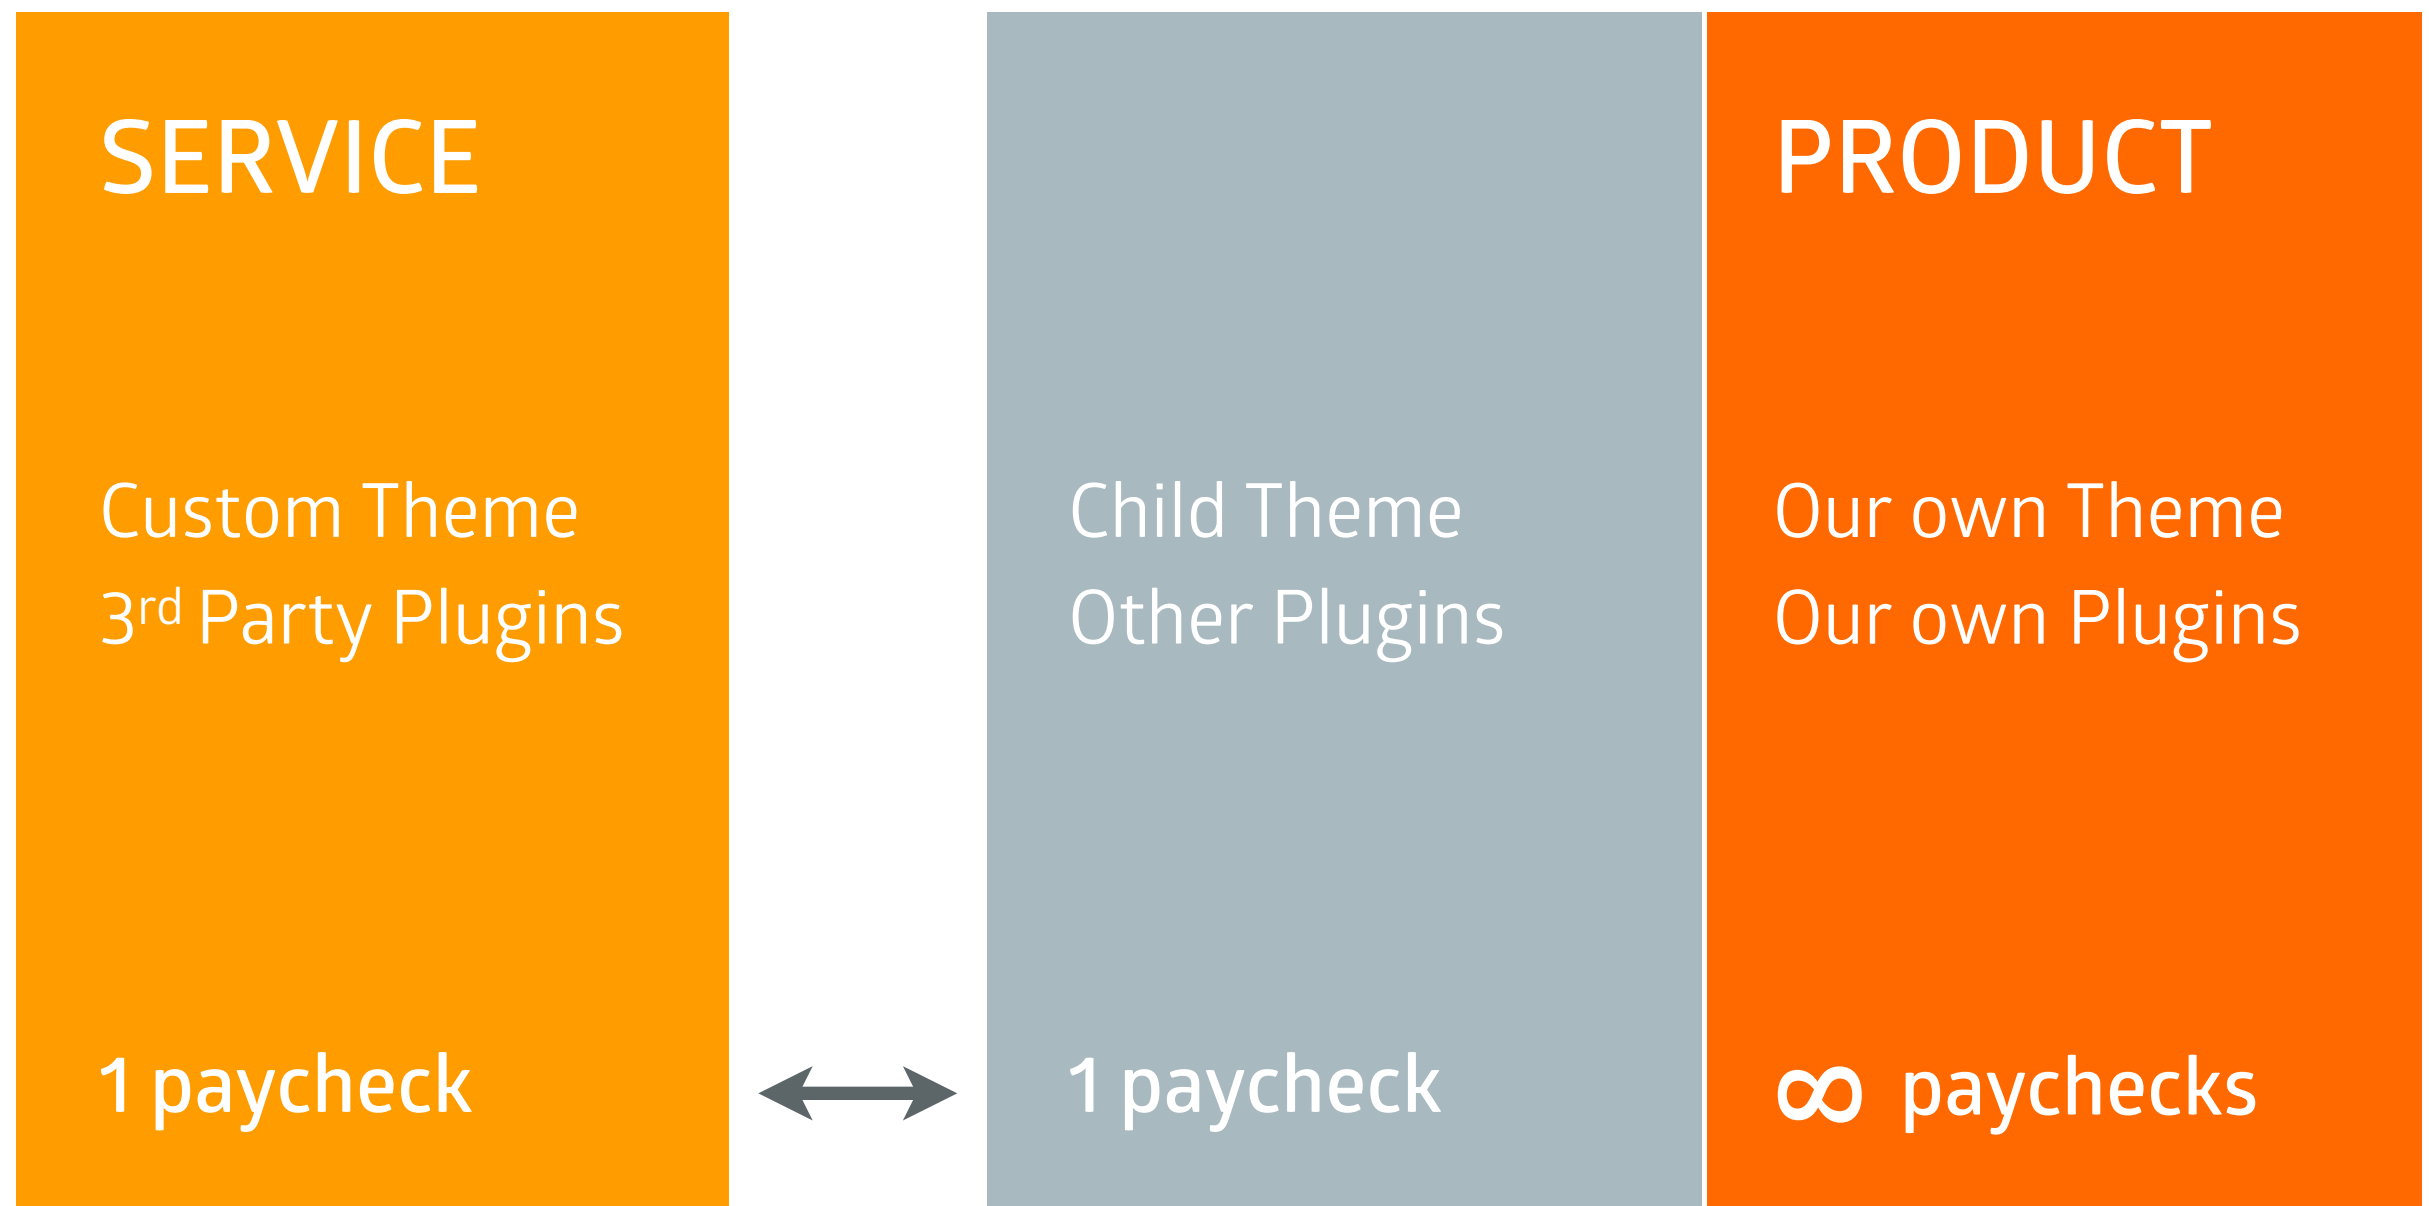 SERVICE
Custom Theme
3rd Party Plugins
1 paycheck
Child Theme
Other Plugins
1 paycheck
PRODUCT
Our own Theme
Our own Plugins
∞ paychecks